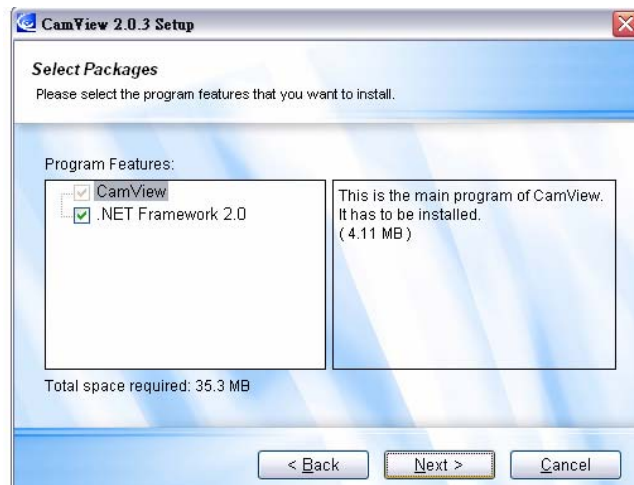 CamView 2.0.3 Setup
Select Packages
Please select the program features that you want to install.
Program Features:
CamView
.NET Framework 2.0
This is the main program of CamView.
It has to be installed.
( 4.11 MB )
Total space required: 35.3 MB
< Back
Next >
Cancel